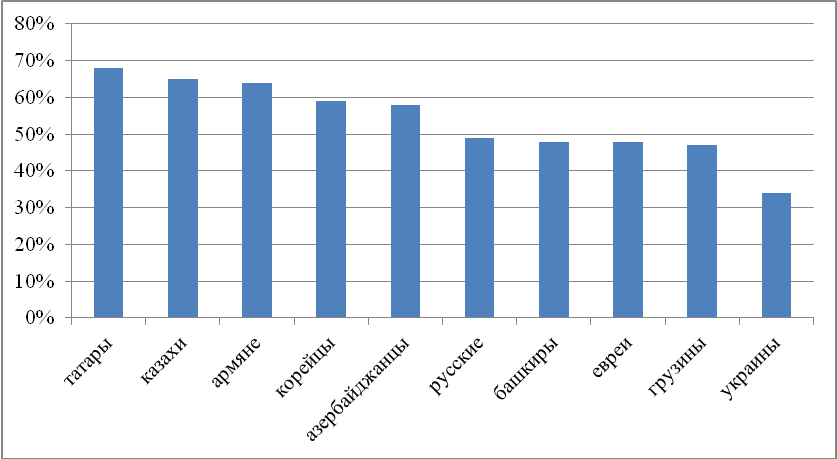 80%
70%
60%
50%
40%
30%
20%
10%
0%
татары
казахи
армяне
корейцы
азербайджанцы
русские
башкиры
евреи
грузины
украины